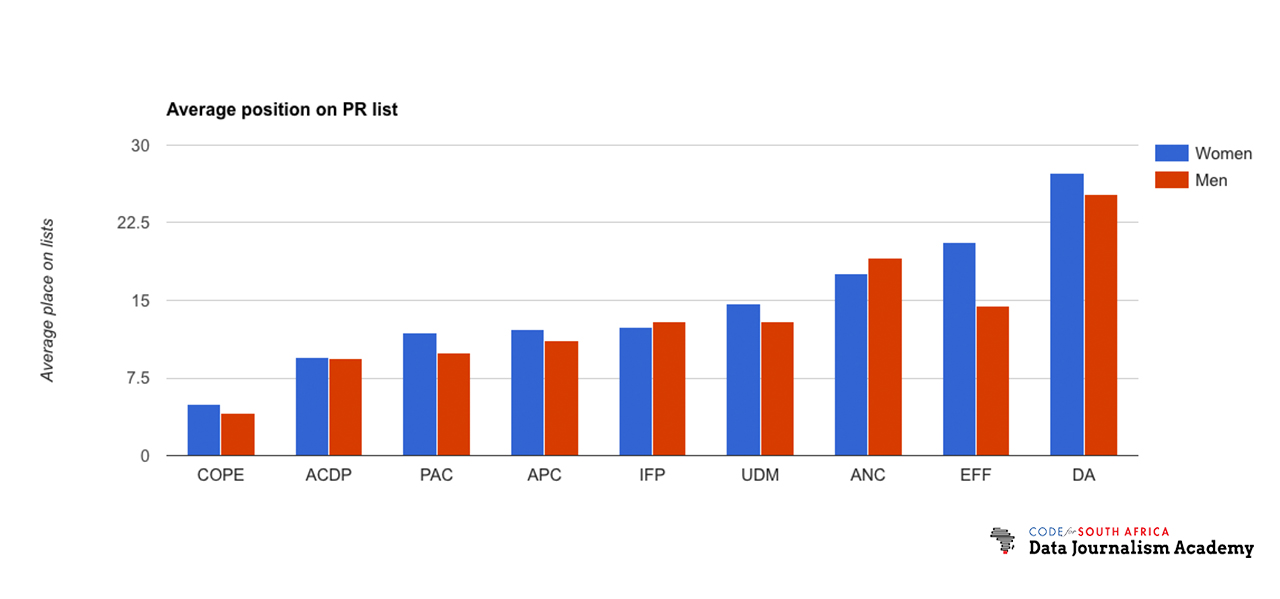 Average position on PR list
30
22.5
15
7.5
0
Average place on lists
Women
Men
COPE ACDP PAC APC IFP UDM ANC EFF DA
CODE for SOUTH AFRICA
Data Journalism Academy